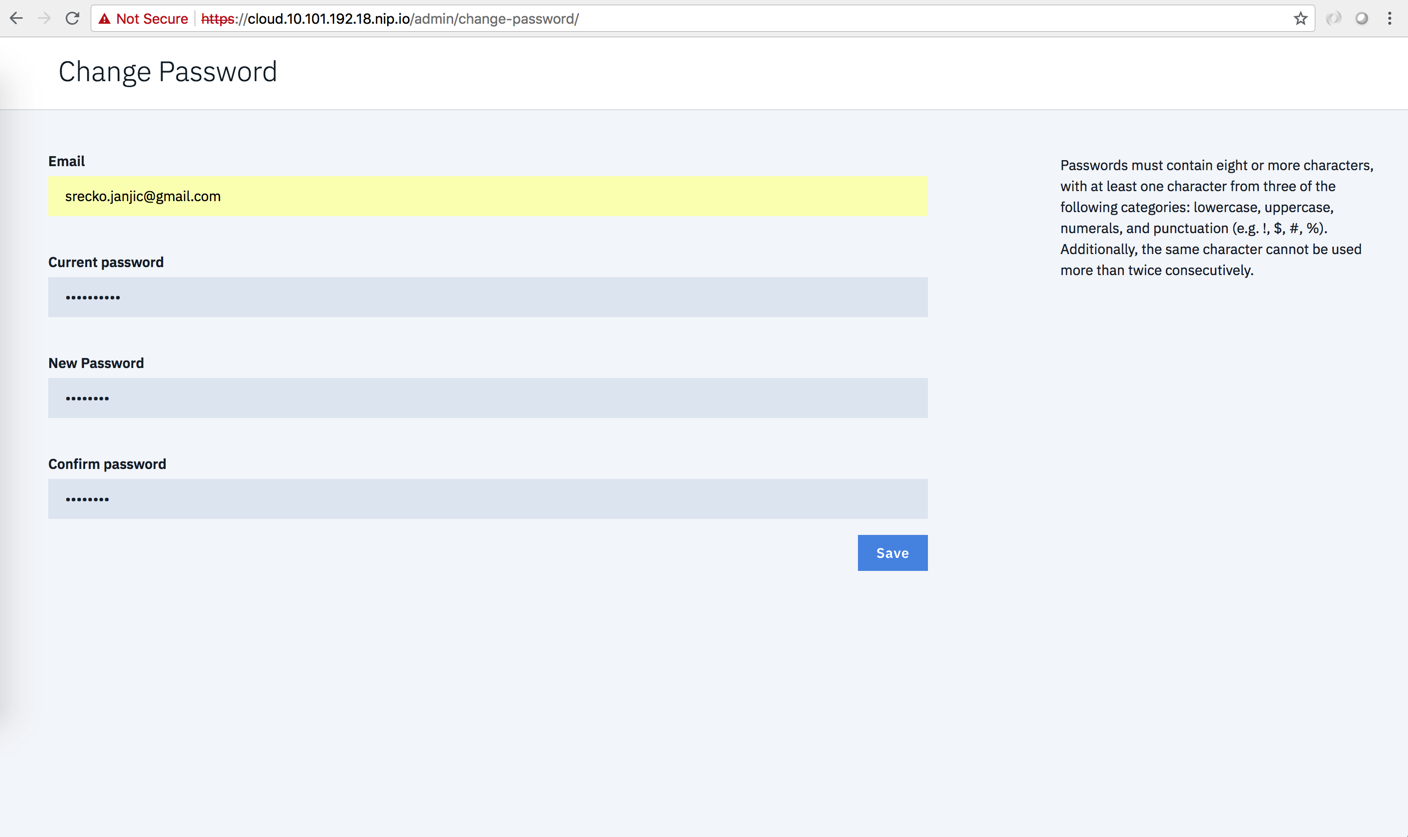 Not Secure https://cloud.10.101.192.18.nip.io/admin/change-password/
Change Password
Email
srecko.janjic@gmail.com
Current password
••••••••••
New Password
••••••••
Confirm password
••••••••
Save
Passwords must contain eight or more characters,
with at least one character from three of the
following categories: lowercase, uppercase,
numerals, and punctuation (e.g. !, $, #, %).
Additionally, the same character cannot be used
more than twice consecutively.